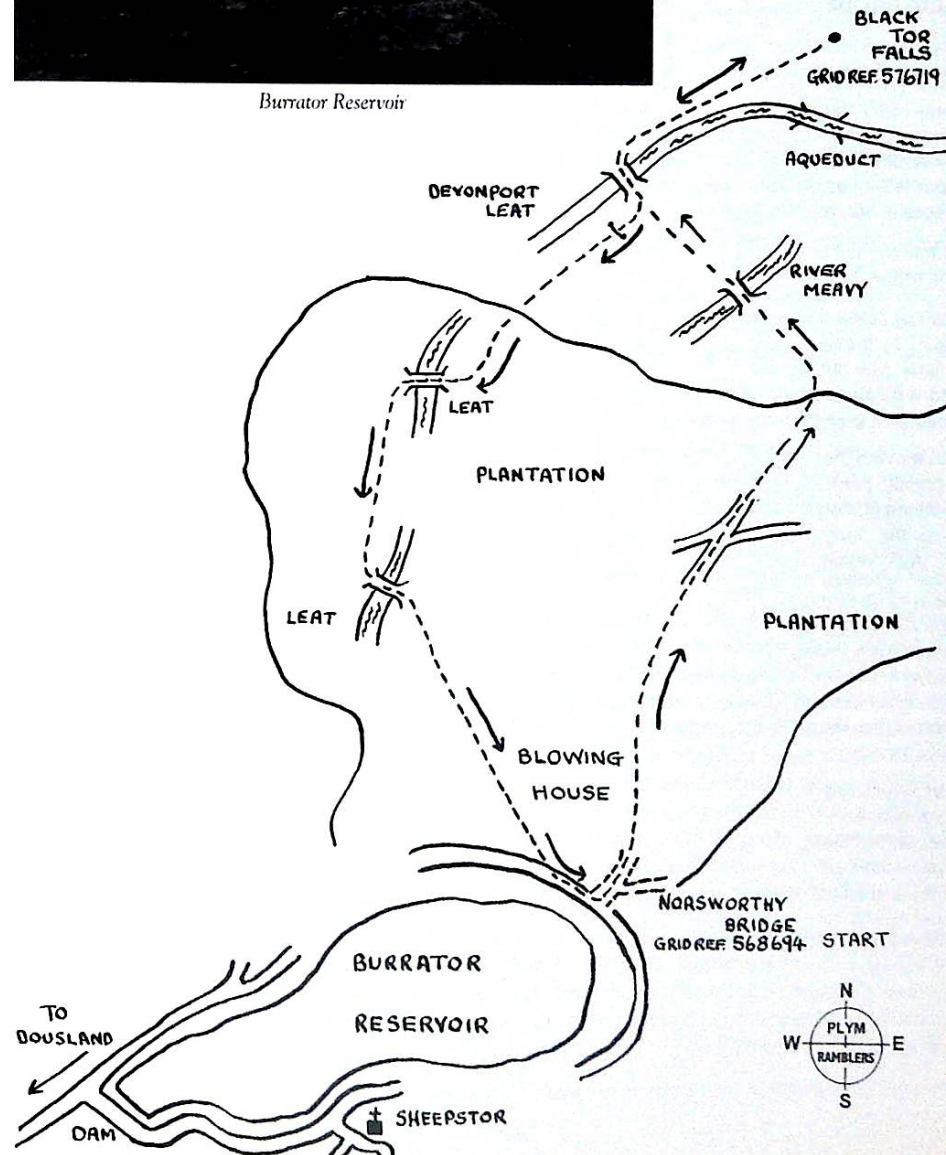 Burrator Reservoir
BLACK
TOR
FALLS
GRID REF. 576719
AQUEDUCT
DEVONPORT
LEAT
RIVER
MEAVY
LEAT
PLANTATION
LEAT
PLANTATION
BLOWING
HOUSE
NORSWORTHY
BRIDGE
GRID REF. 568694 START
BURRATOR
RESERVOIR
TO
DOUSLAND
DAM
SHEEPSTOR
N
PLYM
W E
RAMBLERS
S